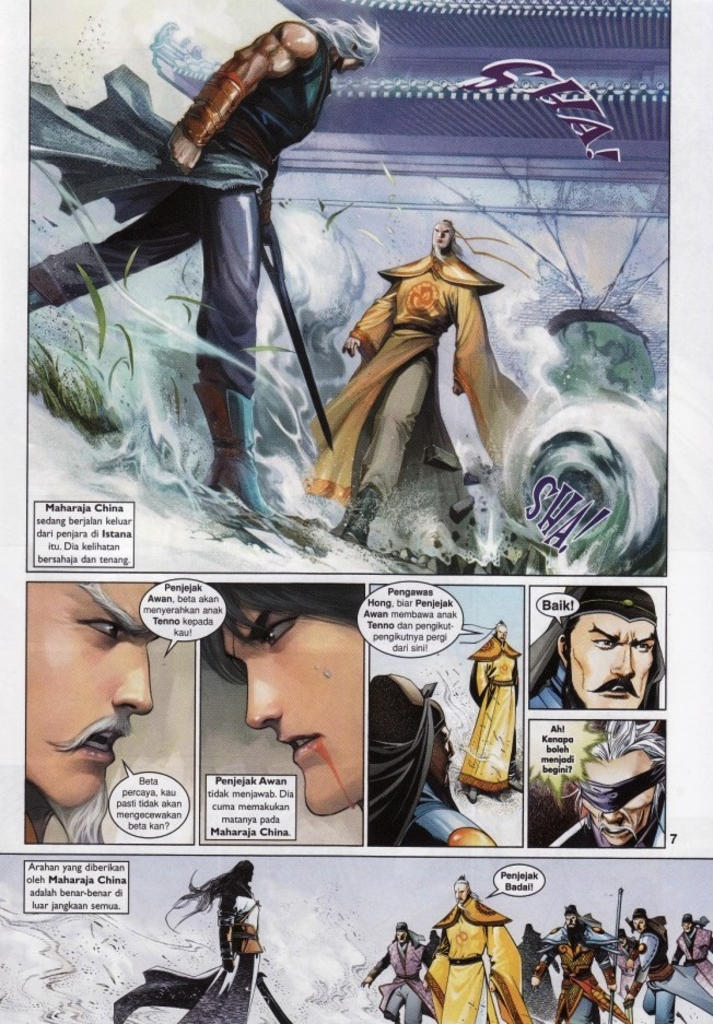 SHA!
SHA!
Maharaja China
sedang berjalan keluar
dari penjara di Istana
itu. Dia kelihatan
bersahaja dan tenang.
Penjejak
Awan, beta akan
menyerahkan anak
Tenno kepada
kau!
Beta
percaya, kau
pasti tidak akan
mengecewakan
beta kan?
Penjejak Awan
tidak menjawab. Dia
cuma memakukan
matanya pada
Maharaja China.
Pengawas
Hong, biar Penjejak
Awan membawa anak
Tenno dan pengikut-
pengikutnya pergi
dari sini!
Baik!
Ah!
Kenapa
boleh
menjadi
begini?
7
Arahan yang diberikan
oleh Maharaja China
adalah benar-benar di
luar jangkaan semua.
Penjejak
Badai!